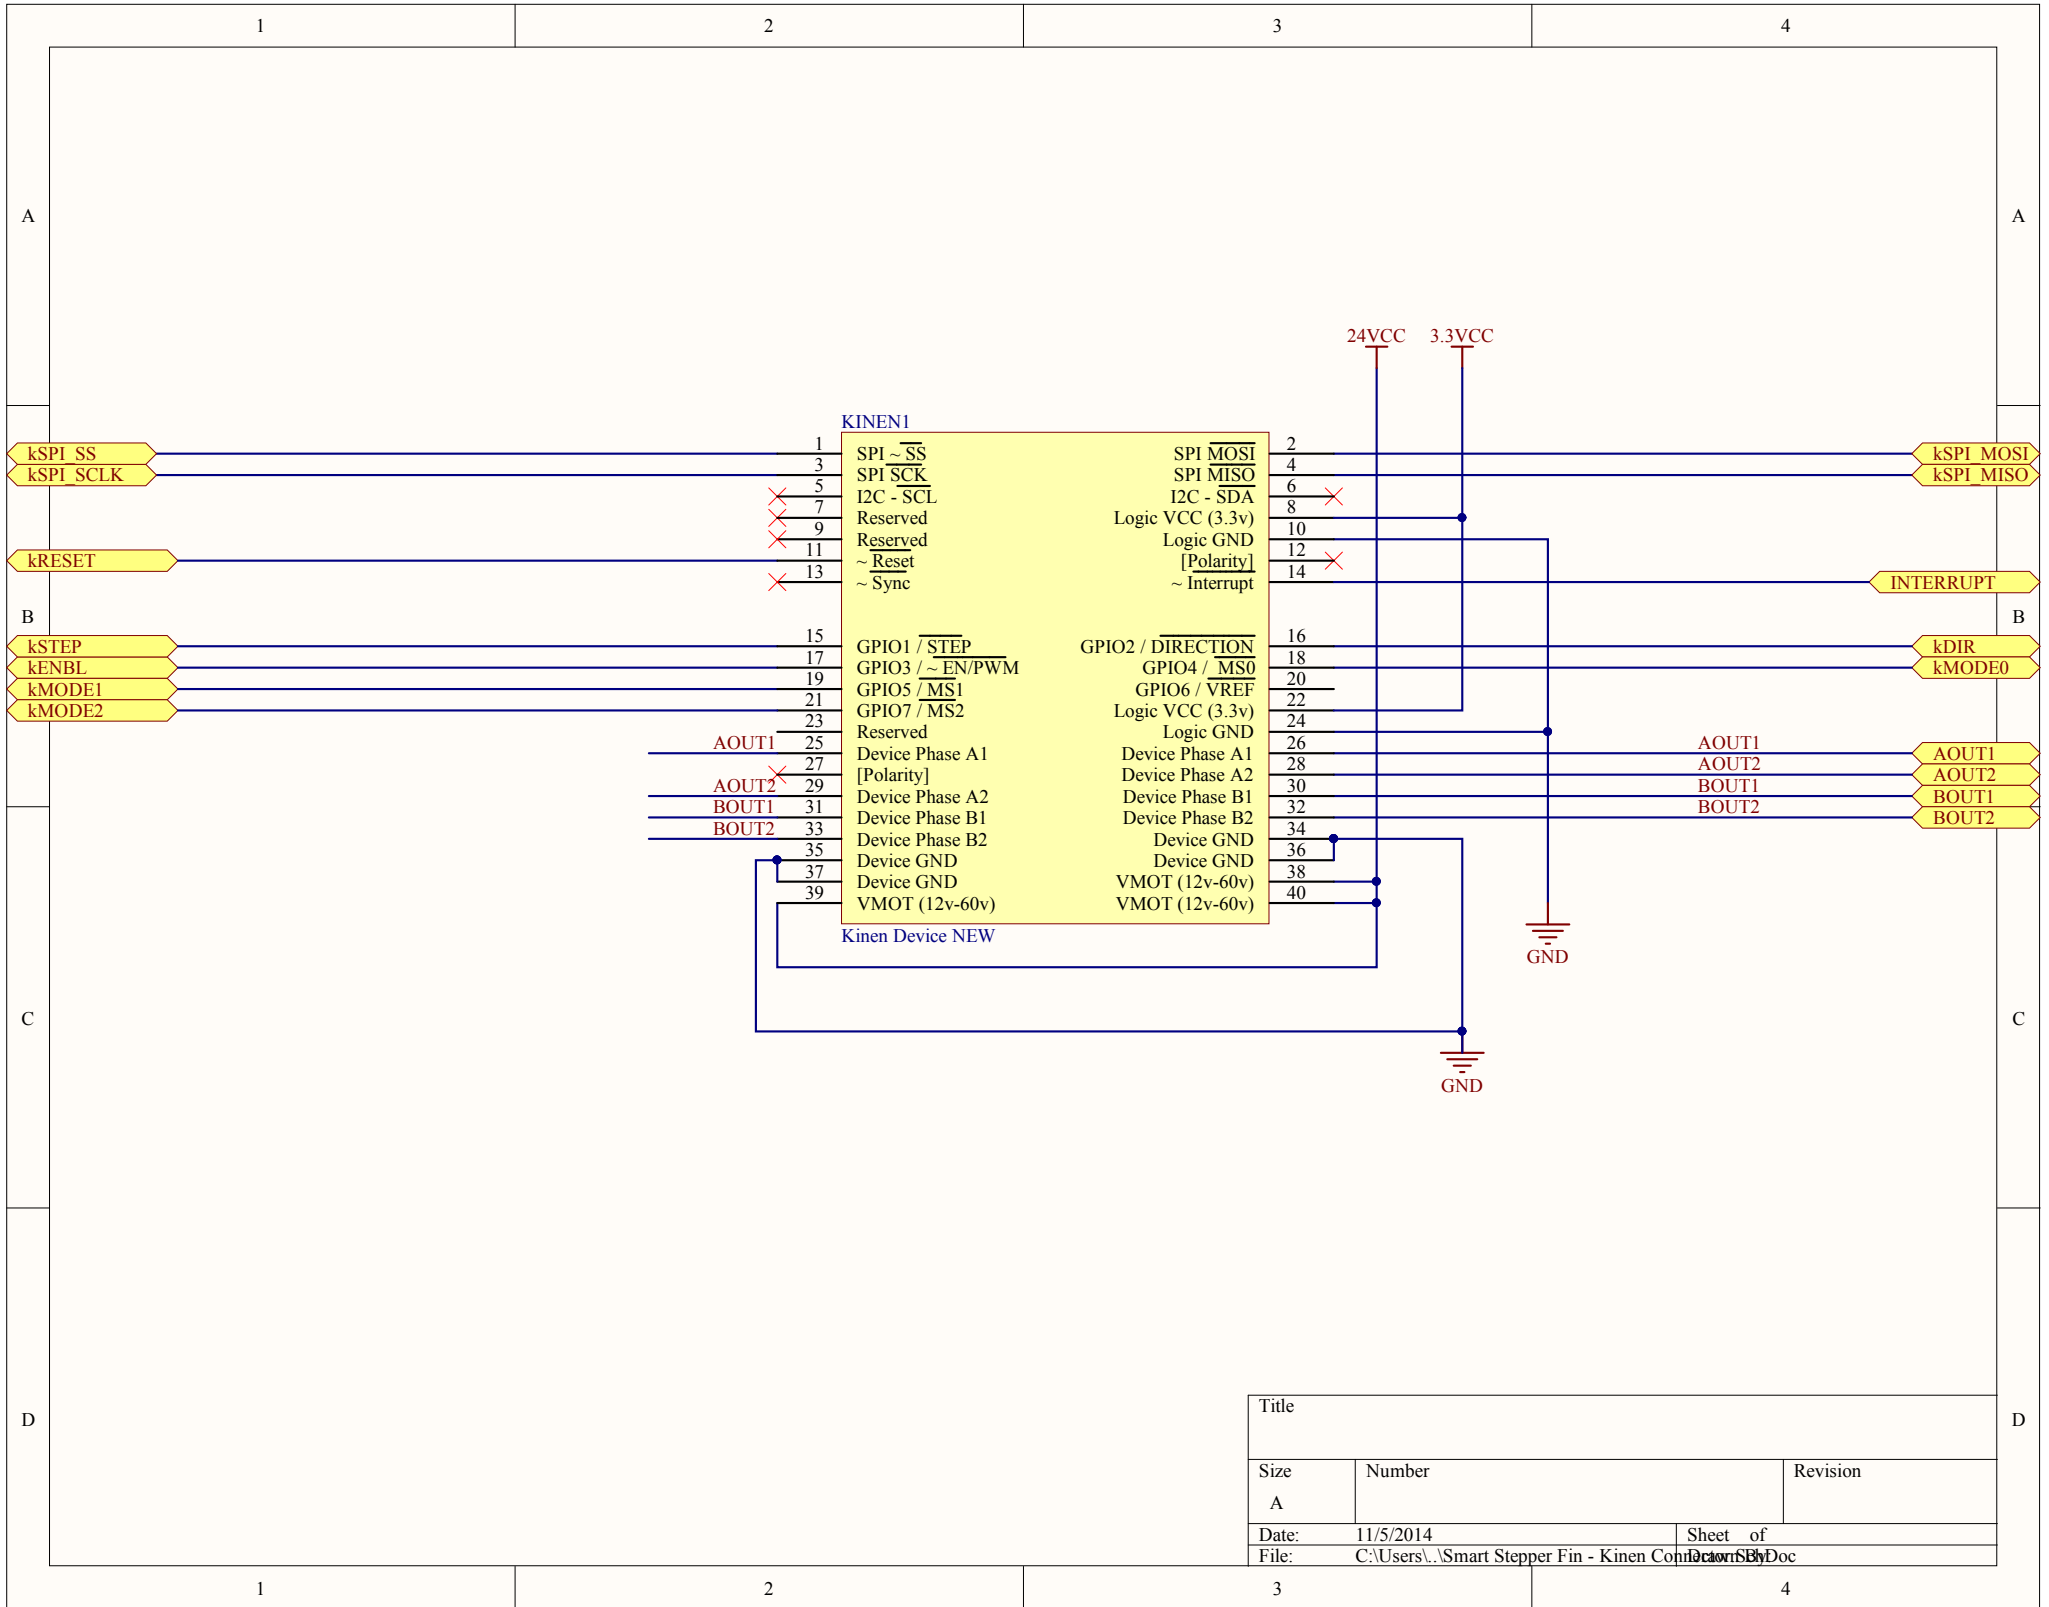 1 2 3 4
A A
24VCC 3.3VCC
KINEN1
kSPI_SS 1 SPI ~ SS SPI MOSI 2 kSPI_MOSI
kSPI_SCLK 3 SPI SCK SPI MISO 4 kSPI_MISO
5 I2C - SCL I2C - SDA 6
7 Reserved Logic VCC (3.3v) 8
9 Reserved Logic GND 10
kRESET 11 ~ Reset [Polarity] 12
13 ~ Sync ~ Interrupt 14 INTERRUPT
B B
kSTEP 15 GPIO1 / STEP GPIO2 / DIRECTION 16 kDIR
kENBL 17 GPIO3 / ~ EN/PWM GPIO4 / MS0 18 kMODE0
kMODE1 19 GPIO5 / MS1 GPIO6 / VREF 20
kMODE2 21 GPIO7 / MS2 Logic VCC (3.3v) 22
23 Reserved Logic GND 24
AOUT1 25 Device Phase A1 Device Phase A1 26 AOUT1 AOUT1
27 [Polarity] Device Phase A2 28 AOUT2 AOUT2
AOUT2 29 Device Phase A2 Device Phase B1 30 BOUT1 BOUT1
BOUT1 31 Device Phase B1 Device Phase B2 32 BOUT2 BOUT2
BOUT2 33 Device Phase B2 Device GND 34
35 Device GND Device GND 36
37 Device GND VMOT (12v-60v) 38
39 VMOT (12v-60v) VMOT (12v-60v) 40
Kinen Device NEW
GND
C C
GND
D D
Title
Size Number Revision
A
Date: 11/5/2014 Sheet of
File: C:\Users\..\Smart Stepper Fin - Kinen Connector.SchDoc Drawn By:
1 2 3 4